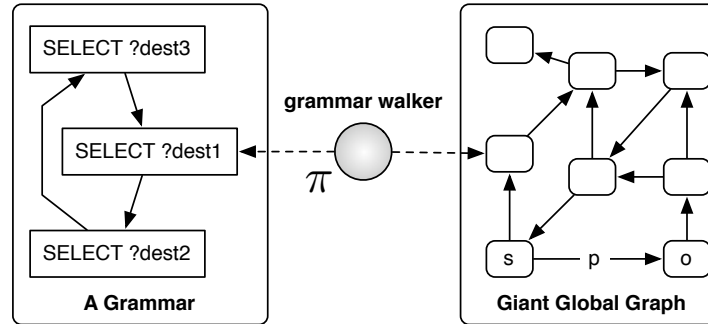 SELECT ?dest3
grammar walker
SELECT ?dest1
π
SELECT ?dest2
s
p
o
A Grammar
Giant Global Graph